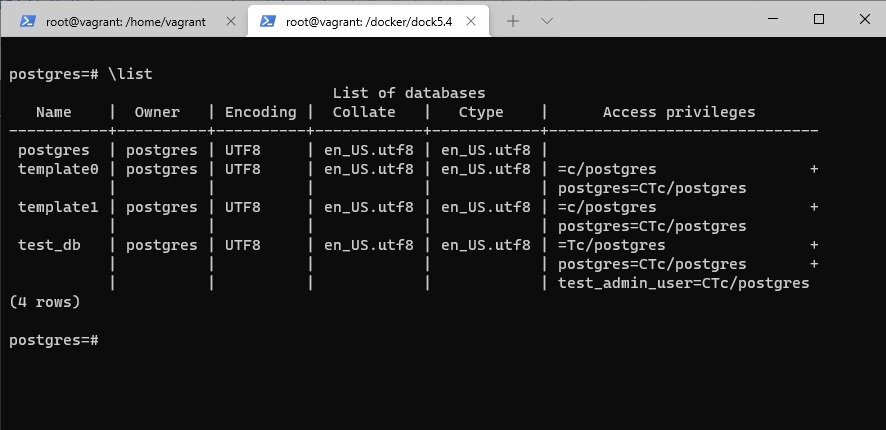 root@vagrant: /home/vagrant root@vagrant: /docker/dock5.4
postgres=# \list
                                    List of databases
   Name    |  Owner   | Encoding |  Collate   |   Ctype    |      Access privileges
-----------+----------+----------+------------+------------+------------------------------
 postgres  | postgres | UTF8     | en_US.utf8 | en_US.utf8 |
 template0 | postgres | UTF8     | en_US.utf8 | en_US.utf8 | =c/postgres                 +
           |          |          |            |            | postgres=CTc/postgres
 template1 | postgres | UTF8     | en_US.utf8 | en_US.utf8 | =c/postgres                 +
           |          |          |            |            | postgres=CTc/postgres
 test_db   | postgres | UTF8     | en_US.utf8 | en_US.utf8 | =Tc/postgres                +
           |          |          |            |            | postgres=CTc/postgres       +
           |          |          |            |            | test_admin_user=CTc/postgres
(4 rows)
postgres=#